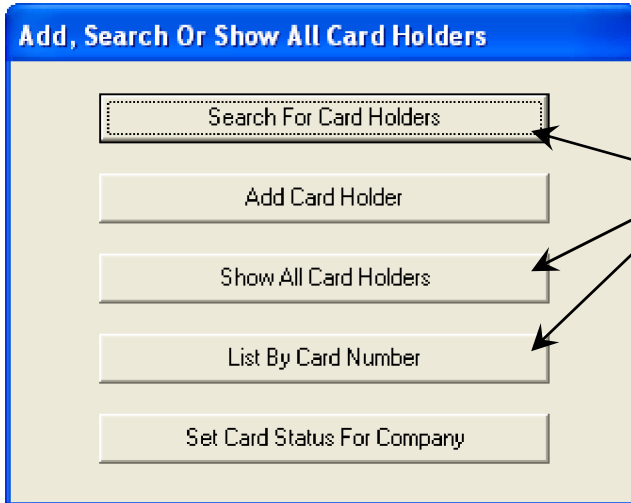 Add, Search Or Show All Card Holders
Search For Card Holders
Add Card Holder
Show All Card Holders
List By Card Number
Set Card Status For Company